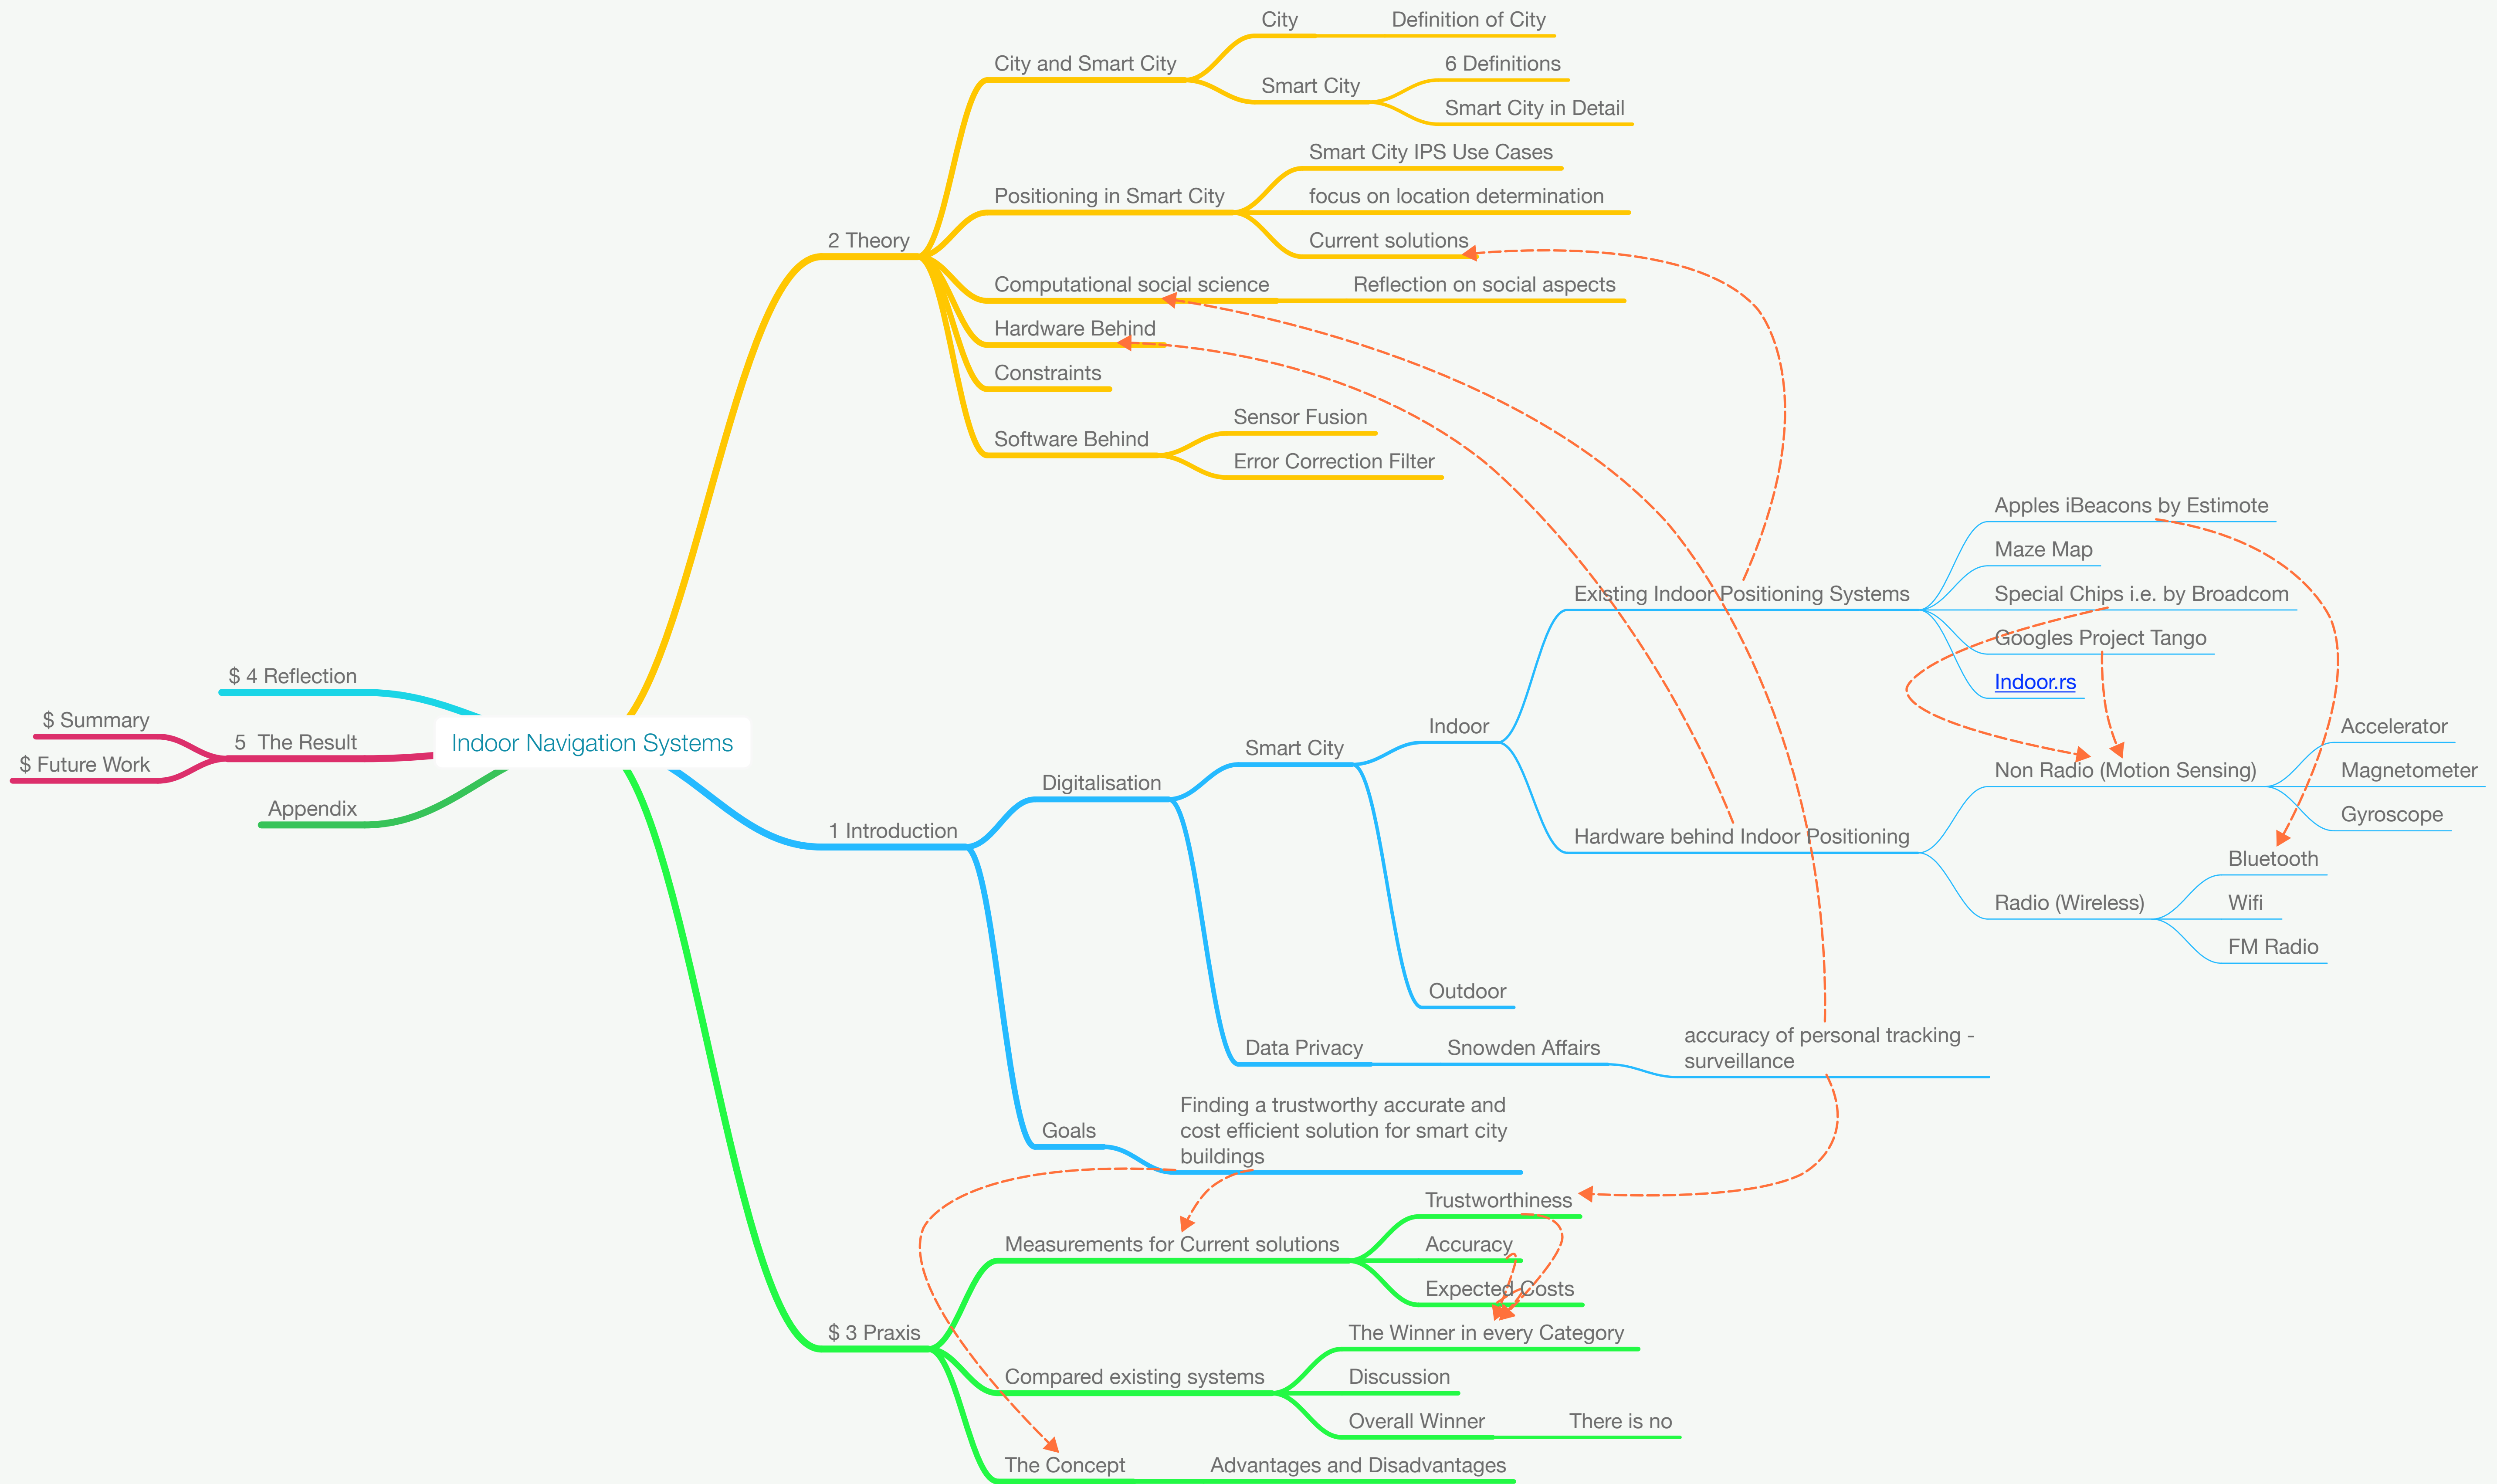 City
Definition of City
City and Smart City
6 Definitions
Smart City
Smart City in Detail
Smart City IPS Use Cases
Positioning in Smart City
focus on location determination
2 Theory
Current solutions
Computational social science
Reflection on social aspects
Hardware Behind
Constraints
Sensor Fusion
Software Behind
Error Correction Filter
Apples iBeacons by Estimote
Maze Map
Existing Indoor Positioning Systems
Special Chips i.e. by Broadcom
Googles Project Tango
$ 4 Reflection
Indoor.rs
$ Summary
5  The Result
$ Future Work
Appendix
Indoor Navigation Systems
Indoor
Smart City
Digitalisation
1 Introduction
Accelerator
Non Radio (Motion Sensing)
Magnetometer
Gyroscope
Hardware behind Indoor Positioning
Bluetooth
Radio (Wireless)
Wifi
FM Radio
Outdoor
Data Privacy
Snowden Affairs
accuracy of personal tracking -
surveillance
Goals
Finding a trustworthy accurate and
cost efficient solution for smart city
buildings
Trustworthiness
Measurements for Current solutions
Accuracy
Expected Costs
$ 3 Praxis
The Winner in every Category
Compared existing systems
Discussion
Overall Winner
There is no
The Concept
Advantages and Disadvantages